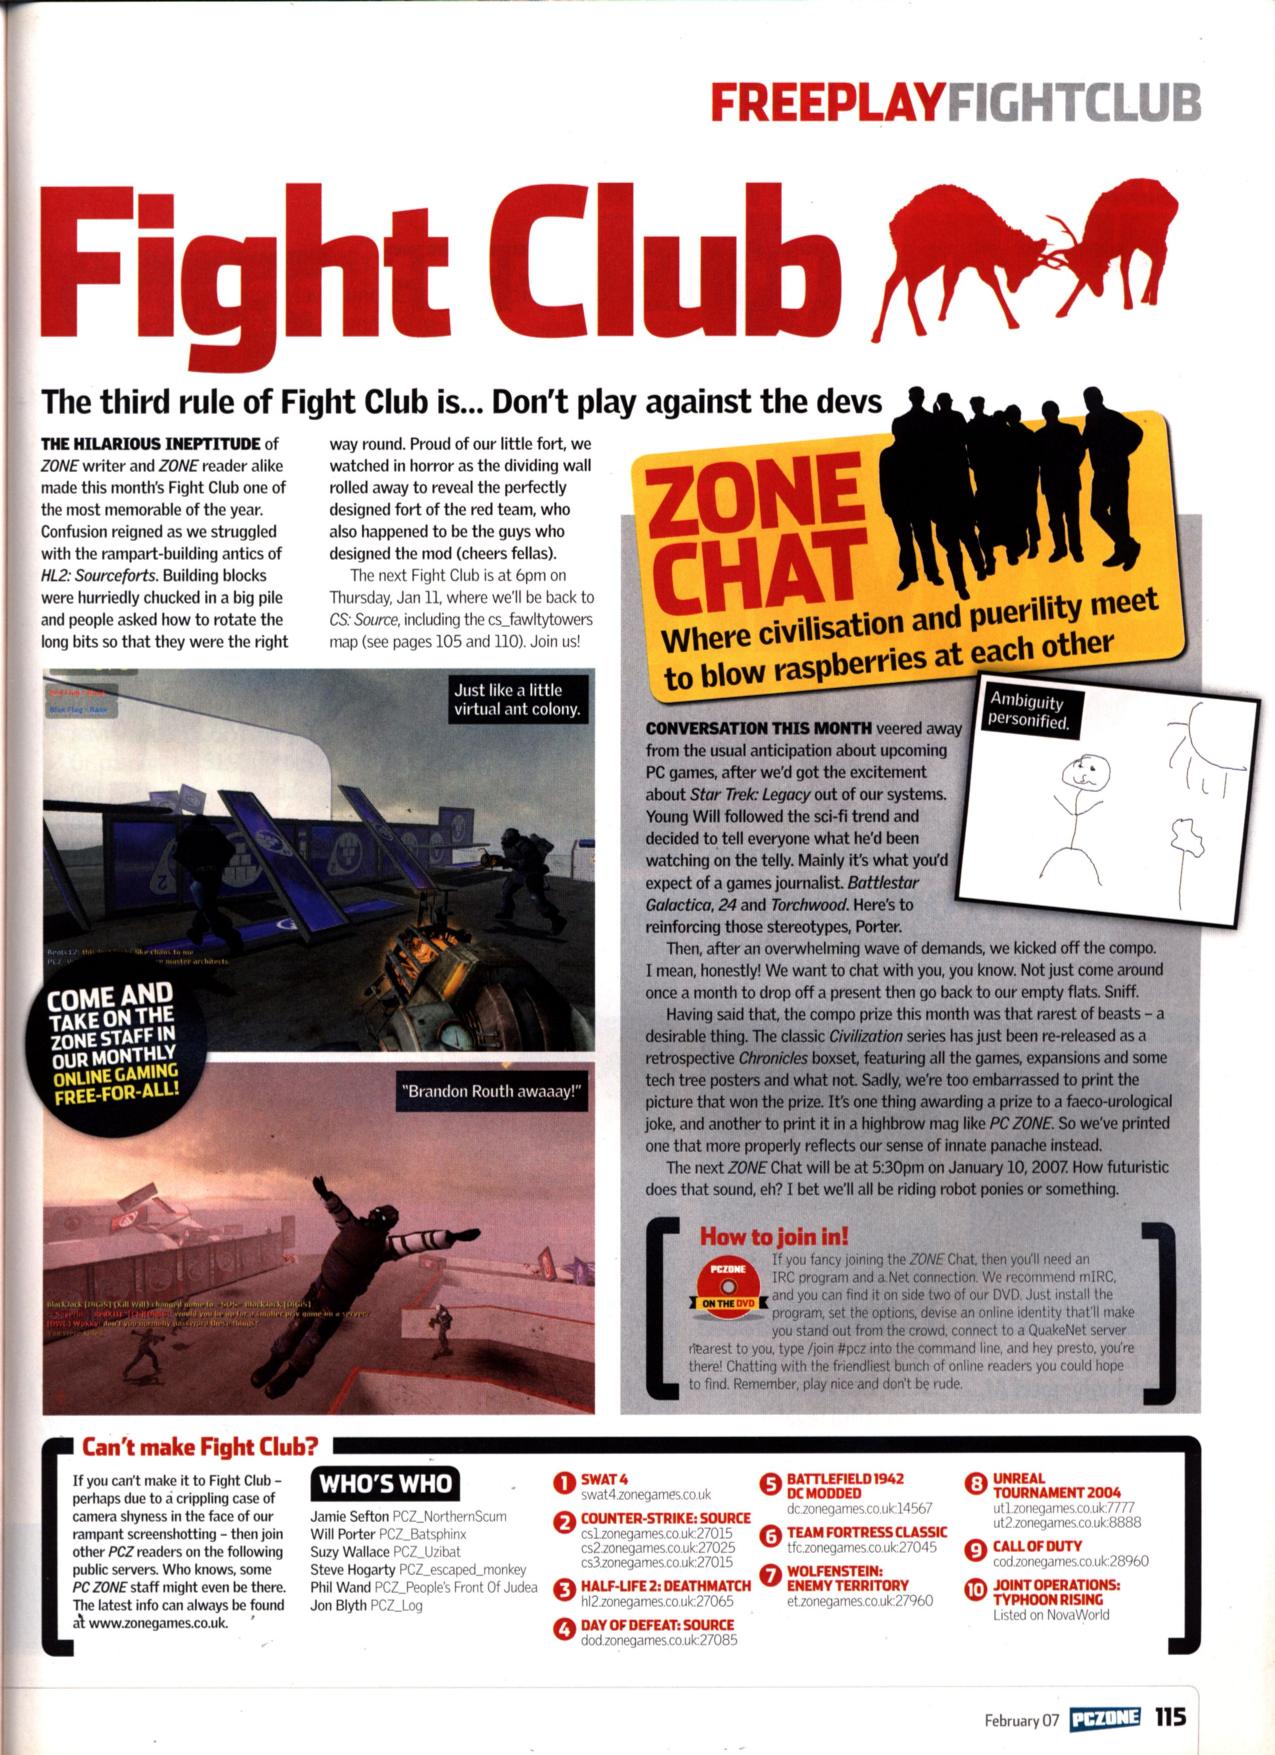 FREEPLAYFIGHTCLUB
Fight Club
The third rule of Fight Club is... Don't play against the devs
THE HILARIOUS INEPTITUDE of
ZONE writer and ZONE reader alike
made this month's Fight Club one of
the most memorable of the year.
Confusion reigned as we struggled
with the rampart-building antics of
HL2: Sourceforts. Building blocks
were hurriedly chucked in a big pile
and people asked how to rotate the
long bits so that they were the right
way round. Proud of our little fort, we
watched in horror as the dividing wall
rolled away to reveal the perfectly
designed fort of the red team, who
also happened to be the guys who
designed the mod (cheers fellas).
The next Fight Club is at 6pm on
Thursday, Jan 11, where we'll be back to
CS: Source, including the cs_fawltytowers
map (see pages 105 and 110). Join us!
Just like a little
virtual ant colony.
COME AND
TAKE ON THE
ZONE STAFF IN
OUR MONTHLY
ONLINE GAMING
FREE-FOR-ALL!
"Brandon Routh awaaay!"
ZONE
CHAT
Where civilisation and puerility meet
to blow raspberries at each other
Ambiguity
personified.
CONVERSATION THIS MONTH veered away
from the usual anticipation about upcoming
PC games, after we'd got the excitement
about Star Trek: Legacy out of our systems.
Young Will followed the sci-fi trend and
decided to tell everyone what he'd been
watching on the telly. Mainly it's what you'd
expect of a games journalist. Battlestar
Galactica, 24 and Torchwood. Here's to
reinforcing those stereotypes, Porter.
Then, after an overwhelming wave of demands, we kicked off the compo.
I mean, honestly! We want to chat with you, you know. Not just come around
once a month to drop off a present then go back to our empty flats. Sniff.
Having said that, the compo prize this month was that rarest of beasts – a
desirable thing. The classic Civilization series has just been re-released as a
retrospective Chronicles boxset, featuring all the games, expansions and some
tech tree posters and what not. Sadly, we're too embarrassed to print the
picture that won the prize. It's one thing awarding a prize to a faeco-urological
joke, and another to print it in a highbrow mag like PC ZONE. So we've printed
one that more properly reflects our sense of innate panache instead.
The next ZONE Chat will be at 5:30pm on January 10, 2007. How futuristic
does that sound, eh? I bet we'll all be riding robot ponies or something.
How to join in!
PCZONE
ON THE DVD
If you fancy joining the ZONE Chat, then you'll need an
IRC program and a Net connection. We recommend mIRC,
and you can find it on side two of our DVD. Just install the
program, set the options, devise an online identity that'll make
you stand out from the crowd, connect to a QuakeNet server
nearest to you, type /join #pcz into the command line, and hey presto, you're
there! Chatting with the friendliest bunch of online readers you could hope
to find. Remember, play nice and don't be rude.
Can't make Fight Club?
If you can't make it to Fight Club –
perhaps due to a crippling case of
camera shyness in the face of our
rampant screenshotting – then join
other PCZ readers on the following
public servers. Who knows, some
PC ZONE staff might even be there.
The latest info can always be found
at www.zonegames.co.uk.
WHO'S WHO
Jamie Sefton PCZ_NorthernScum
Will Porter PCZ_Batsphinx
Suzy Wallace PCZ_Uzibat
Steve Hogarty PCZ_escaped_monkey
Phil Wand PCZ_People's Front Of Judea
Jon Blyth PCZ_Log
1 SWAT 4
swat4.zonegames.co.uk
2 COUNTER-STRIKE: SOURCE
cs1.zonegames.co.uk:27015
cs2.zonegames.co.uk:27025
cs3.zonegames.co.uk:27015
3 HALF-LIFE 2: DEATHMATCH
hl2.zonegames.co.uk:27065
4 DAY OF DEFEAT: SOURCE
dod.zonegames.co.uk:27085
5 BATTLEFIELD 1942
DC MODDED
dc.zonegames.co.uk:14567
6 TEAM FORTRESS CLASSIC
tfc.zonegames.co.uk:27045
7 WOLFENSTEIN:
ENEMY TERRITORY
et.zonegames.co.uk:27960
8 UNREAL
TOURNAMENT 2004
ut1.zonegames.co.uk:7777
ut2.zonegames.co.uk:8888
9 CALL OF DUTY
cod.zonegames.co.uk:28960
10 JOINT OPERATIONS:
TYPHOON RISING
Listed on NovaWorld
February 07 PCZONE 115